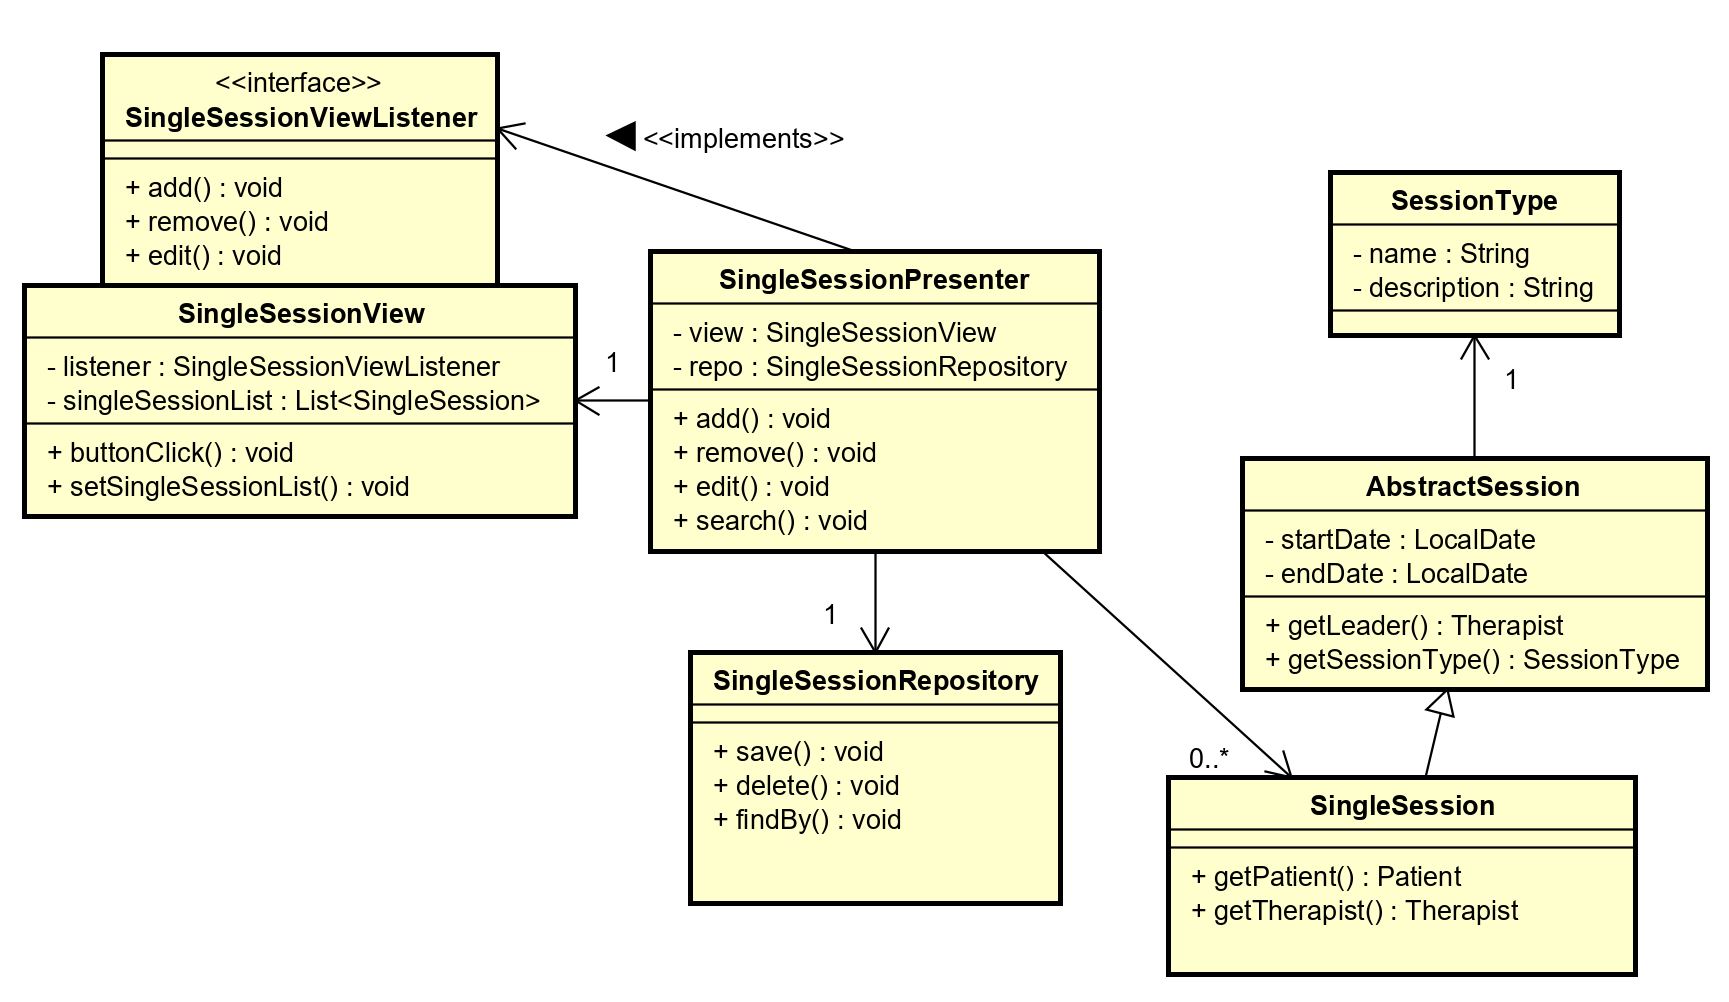 <<interface>>
SingleSessionViewListener
+ add() : void
+ remove() : void
+ edit() : void
<<implements>>
SingleSessionView
- listener : SingleSessionViewListener
- singleSessionList : List<SingleSession>
+ buttonClick() : void
+ setSingleSessionList() : void
1
SingleSessionPresenter
- view : SingleSessionView
- repo : SingleSessionRepository
+ add() : void
+ remove() : void
+ edit() : void
+ search() : void
1
SingleSessionRepository
+ save() : void
+ delete() : void
+ findBy() : void
SessionType
- name : String
- description : String
1
AbstractSession
- startDate : LocalDate
- endDate : LocalDate
+ getLeader() : Therapist
+ getSessionType() : SessionType
0..*
SingleSession
+ getPatient() : Patient
+ getTherapist() : Therapist